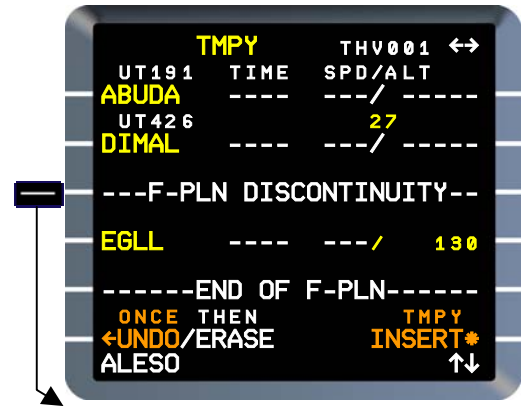 TMPY THV001 ←→
UT191 TIME SPD/ALT
ABUDA ---- ---/ -----
UT426 27
DIMAL ---- ---/ -----
---F-PLN DISCONTINUITY--
EGLL ---- ---/ 130
------END OF F-PLN------
ONCE THEN TMPY
←UNDO/ERASE INSERT*
ALESO ↑↓